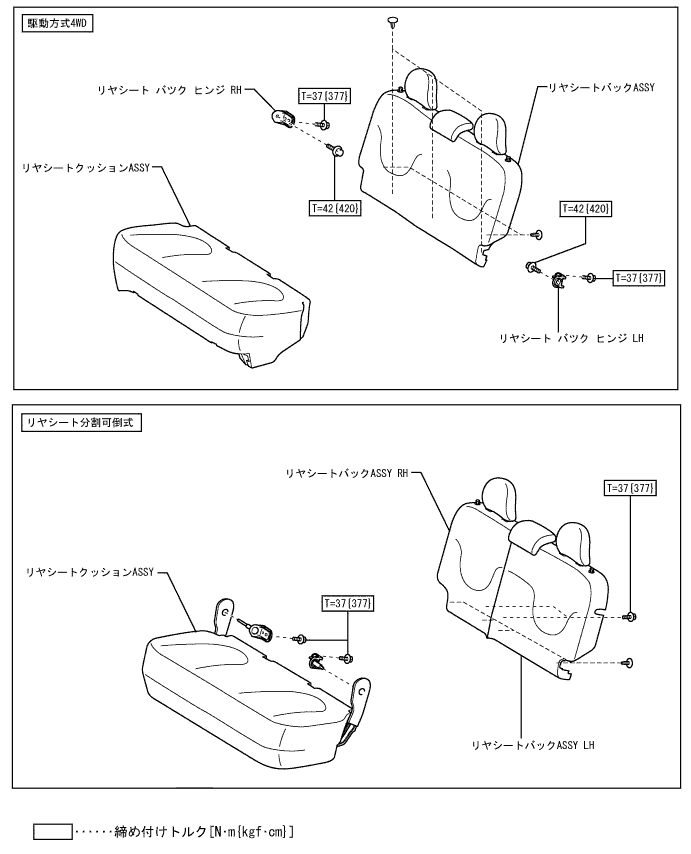 駆動方式4WD
リヤシート バツク ヒンジ RH
T=37{377}
リヤシートバックASSY
リヤシートクッションASSY
T=42{420}
T=42{420}
T=37{377}
リヤシート バツク ヒンジ LH
リヤシート分割可倒式
リヤシートバックASSY RH
T=37{377}
リヤシートクッションASSY
T=37{377}
リヤシートバックASSY LH
······締め付けトルク[N·m{kgf·cm}]